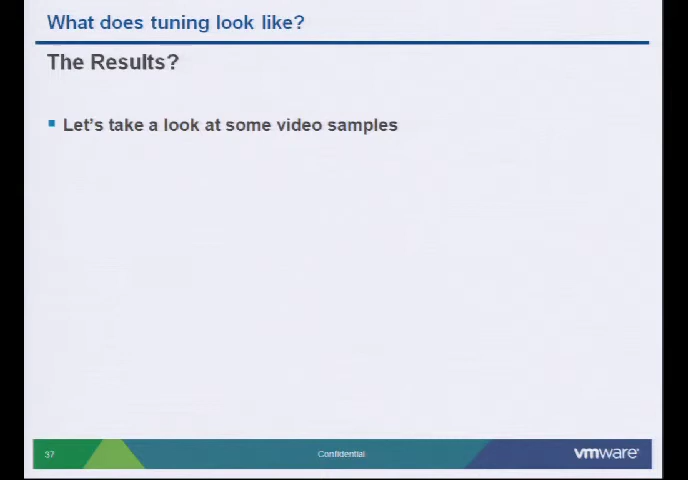 What does tuning look like?
The Results?
Let's take a look at some video samples
37
Confidential
vmware